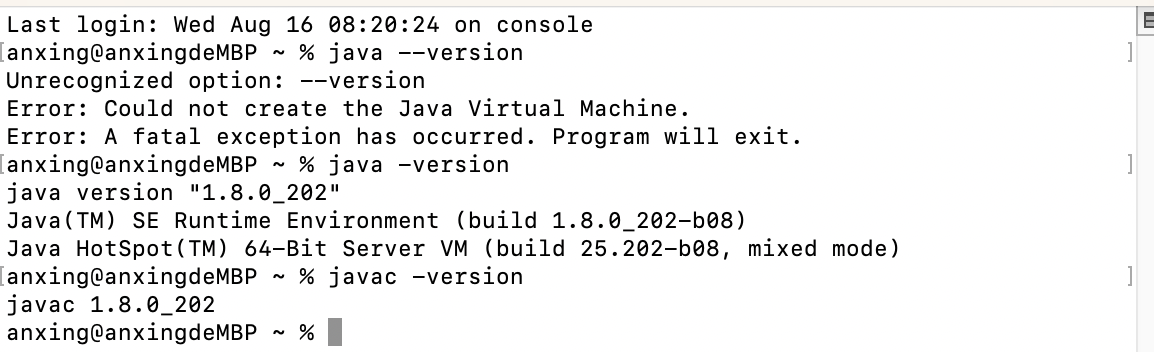 Last login: Wed Aug 16 08:20:24 on console
[anxing@anxingdeMBP ~ % java --version ]
Unrecognized option: --version
Error: Could not create the Java Virtual Machine.
Error: A fatal exception has occurred. Program will exit.
[anxing@anxingdeMBP ~ % java -version ]
java version "1.8.0_202"
Java(TM) SE Runtime Environment (build 1.8.0_202-b08)
Java HotSpot(TM) 64-Bit Server VM (build 25.202-b08, mixed mode)
[anxing@anxingdeMBP ~ % javac -version ]
javac 1.8.0_202
anxing@anxingdeMBP ~ %